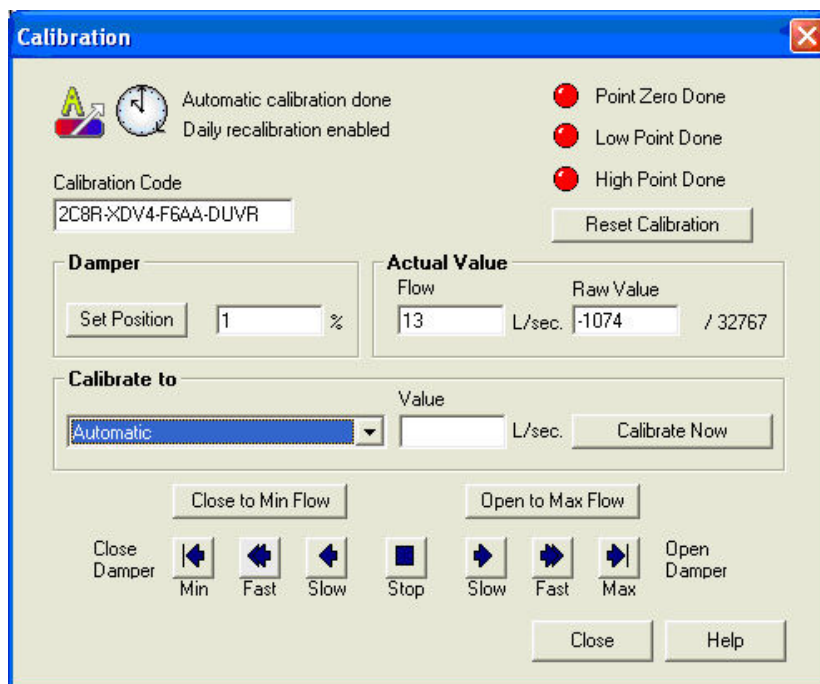 Calibration
Automatic calibration done
Daily recalibration enabled
Point Zero Done
Low Point Done
High Point Done
Calibration Code
2C8R-XDV4-F6AA-DUVR
Reset Calibration
Damper
Set Position 1 %
Actual Value
Flow Raw Value
13 L/sec. -1074 / 32767
Calibrate to
Value
Automatic L/sec. Calibrate Now
Close to Min Flow Open to Max Flow
Close Damper
Min Fast Slow Stop Slow Fast Max
Open Damper
Close Help